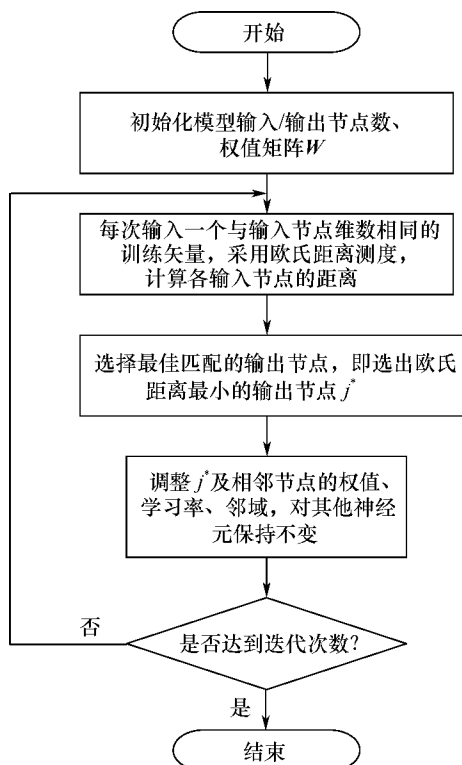 开始
初始化模型输入/输出节点数、
权值矩阵W
每次输入一个与输入节点维数相同的
训练矢量，采用欧氏距离测度，
计算各输入节点的距离
选择最佳匹配的输出节点，即选出欧氏
距离最小的输出节点 j*
调整 j*及相邻节点的权值、
学习率、邻域，对其他神经
元保持不变
否
是否达到迭代次数？
是
结束